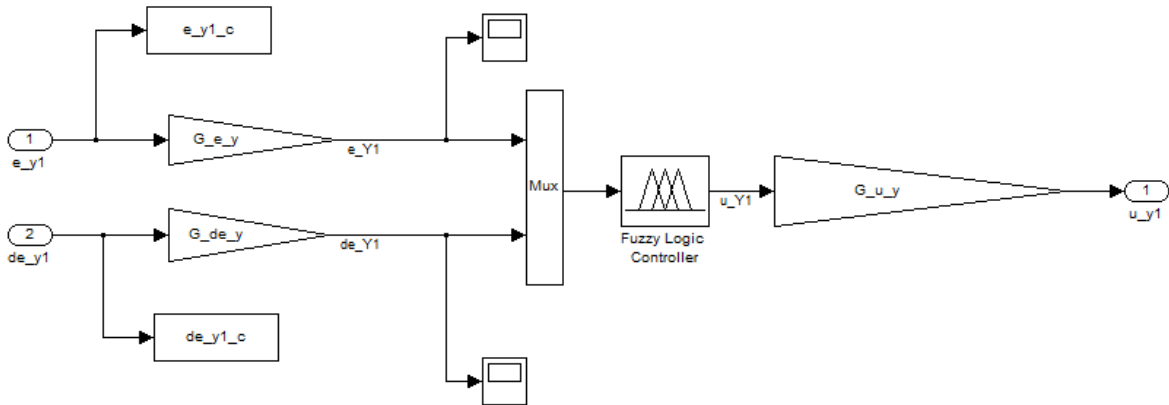 e_y1_c
1
e_y1
G_e_y
e_Y1
Mux
Fuzzy Logic
Controller
u_Y1
G_u_y
1
u_y1
2
de_y1
G_de_y
de_Y1
de_y1_c